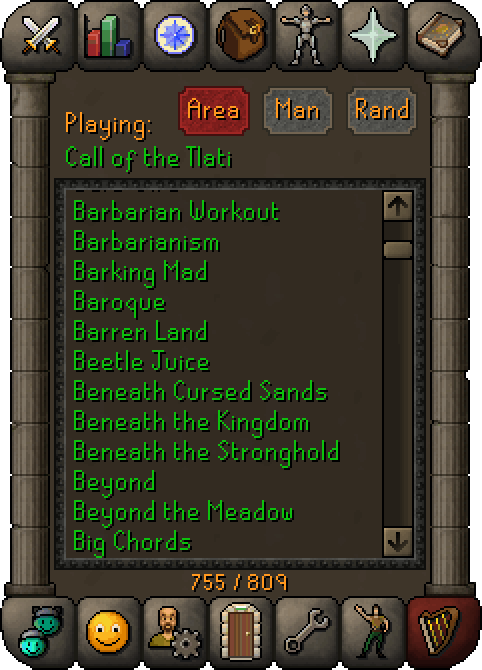 Area Man Rand
Playing:
Call of the Tlati
Barbarian Workout
Barbarianism
Barking Mad
Baroque
Barren Land
Beetle Juice
Beneath Cursed Sands
Beneath the Kingdom
Beneath the Stronghold
Beyond
Beyond the Meadow
Big Chords
755 / 809